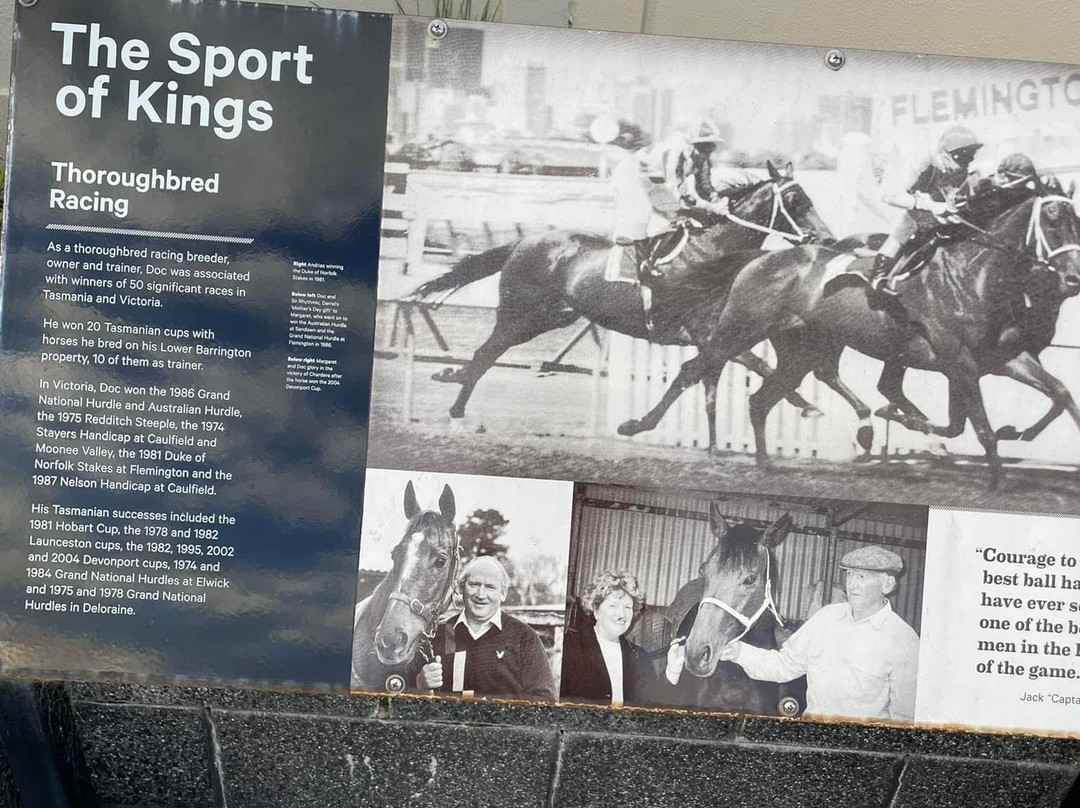 The Sport
of Kings
Thoroughbred
Racing
As a thoroughbred racing breeder,
owner and trainer, Doc was associated
with winners of 50 significant races in
Tasmania and Victoria.
He won 20 Tasmanian cups with
horses he bred on his Lower Barrington
property, 10 of them as trainer.
In Victoria, Doc won the 1986 Grand
National Hurdle and Australian Hurdle,
the 1975 Redditch Steeple, the 1974
Stayers Handicap at Caulfield and
Moonee Valley, the 1981 Duke of
Norfolk Stakes at Flemington and the
1987 Nelson Handicap at Caulfield.
His Tasmanian successes included the
1981 Hobart Cup, the 1978 and 1982
Launceston cups, the 1982, 1995, 2002
and 2004 Devonport cups, 1974 and
1984 Grand National Hurdles at Elwick
and 1975 and 1978 Grand National
Hurdles in Deloraine.
Right Andrias winning
the Duke of Norfolk
Stakes in 1981.
Below left Doc and
Sir Rhythmic, Darrel's
'Mother's Day gift' to
Margaret, who went on to
win the Australian Hurdle
at Sandown and the
Grand National Hurdle at
Flemington in 1986.
Below right Margaret
and Doc glory in the
victory of Chardere after
the horse won the 2004
Devonport Cup.
FLEMINGTO
"Courage to
best ball ha
have ever s
one of the b
men in the
of the game.
Jack "Capta